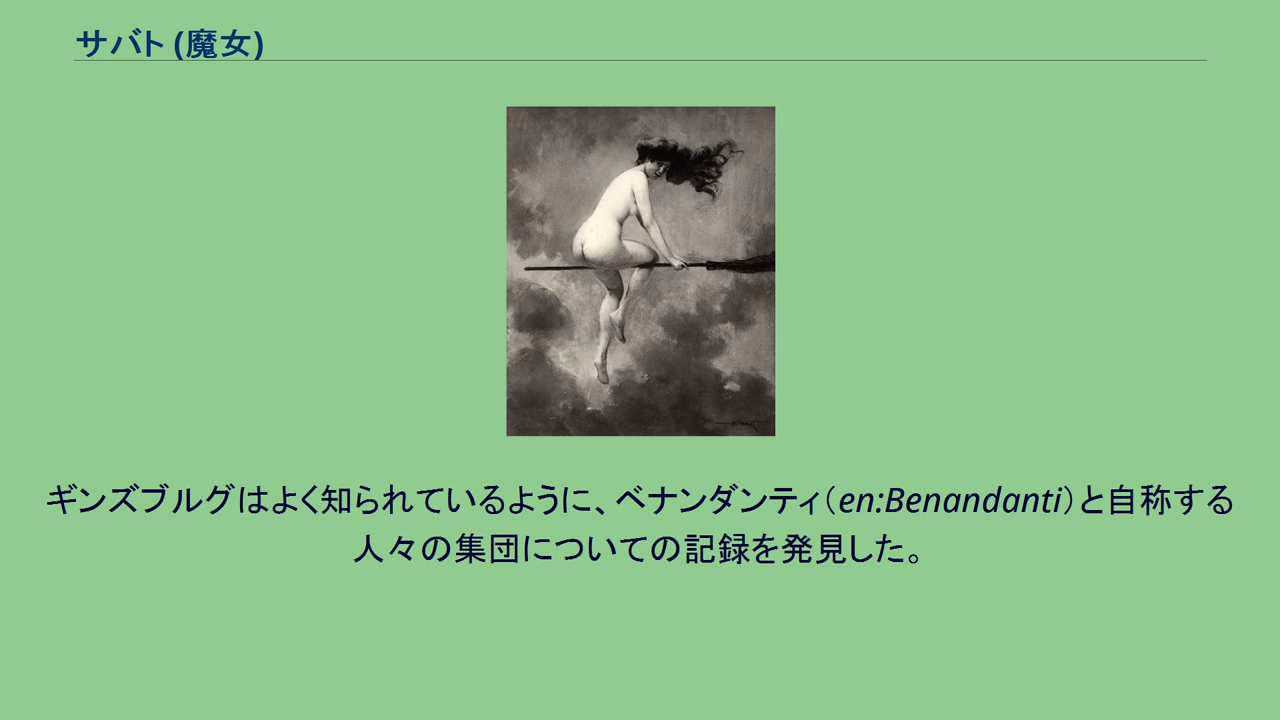 サバト (魔女)
ギンズブルグはよく知られているように、ベナンダンティ（en:Benandanti）と自称する
人々の集団についての記録を発見した。